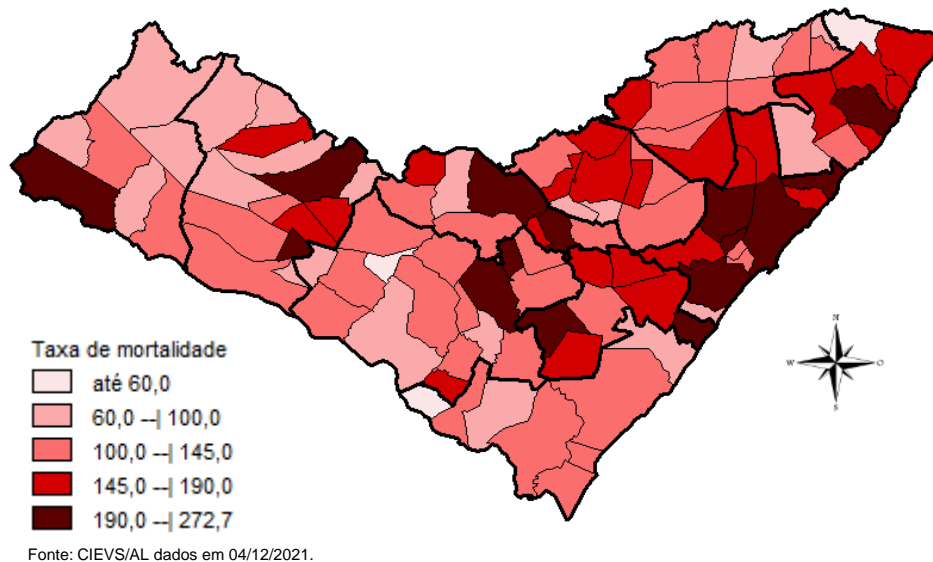 N
W
O
S
Taxa de mortalidade
até 60,0
60,0 --| 100,0
100,0 --| 145,0
145,0 --| 190,0
190,0 --| 272,7
Fonte: CIEVS/AL dados em 04/12/2021.